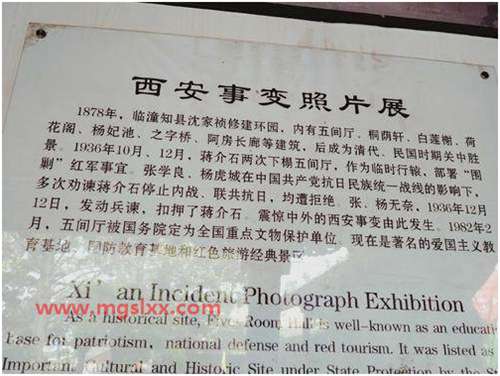 西安事变照片展
1878年，临潼知县沈家祯修建环园，内有五间厅、桐荫轩、白莲榭、荷
花阁、杨妃池、之字桥、阿房长廊等建筑，后成为清代、民国时期关中胜
景。1936年10月、12月，蒋介石两次下榻五间厅，作为临时行辕，部署“围
剿”红军事宜。张学良、杨虎城在中国共产党抗日民族统一战线的影响下，
多次劝谏蒋介石停止内战、联共抗日，均遭拒绝。张、杨无奈，1936年12月
12日，发动兵谏，扣押了蒋介石。震惊中外的西安事变由此发生。1982年2
月，五间厅被国务院定为全国重点文物保护单位。现在是著名的爱国主义教
育基地、国防教育基地和红色旅游经典景区。
Xi’an Incident Photograph Exhibition
www.mgslxx.com
As a historical site, Five-Room Hall is well-known as an educati
base for patriotism, national defense and red tourism. It was listed as
Important Cultural and Historic Site under State Protection by the S